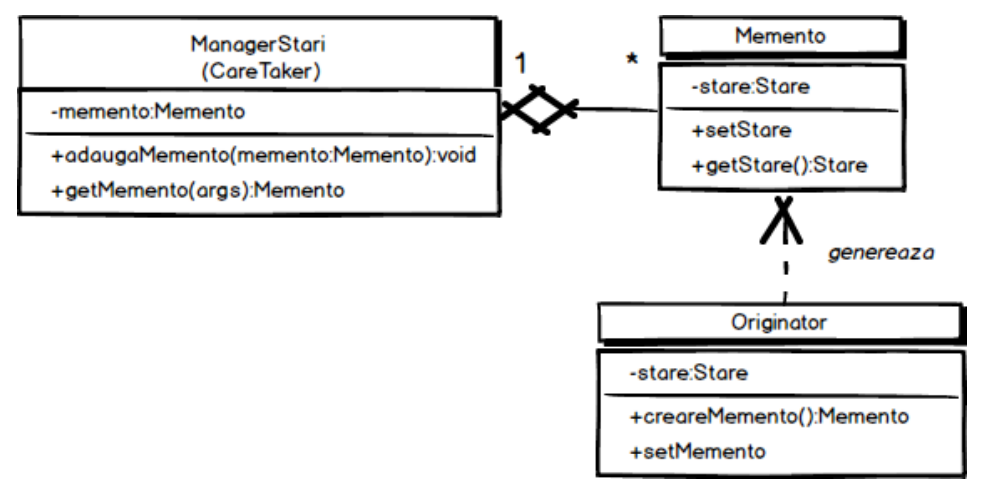 ManagerStari
(CareTaker)
-memento:Memento
+adaugaMemento(memento:Memento):void
+getMemento(args):Memento
1
*
Memento
-stare:Stare
+setStare
+getStare():Stare
genereaza
Originator
-stare:Stare
+creareMemento():Memento
+setMemento